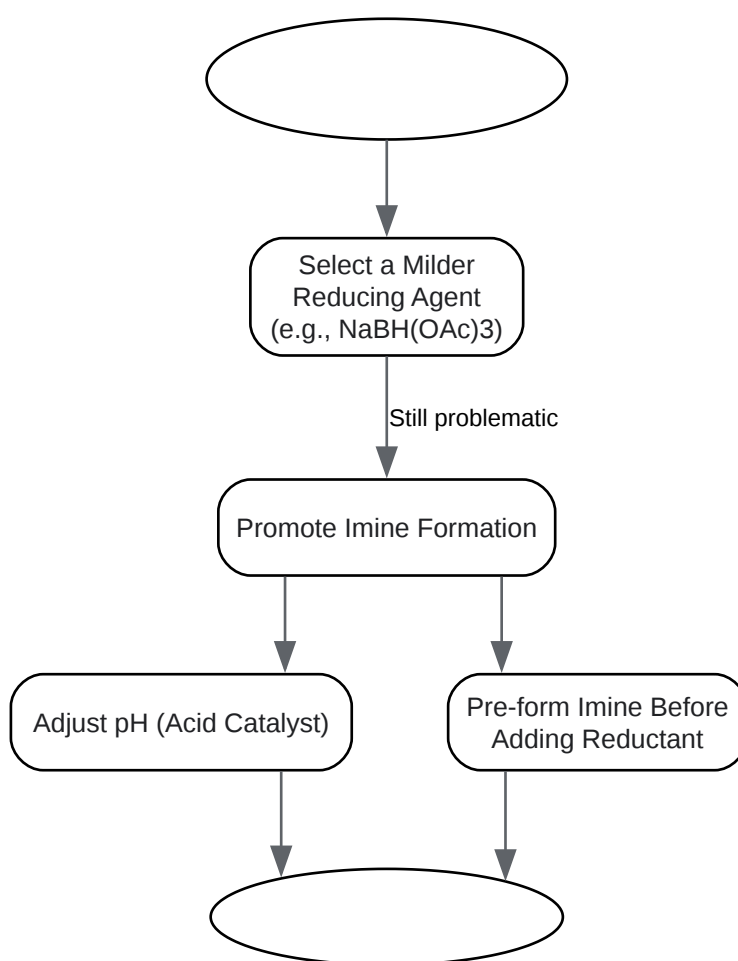 Select a Milder
Reducing Agent
(e.g., NaBH(OAc)3)
Still problematic
Promote Imine Formation
Adjust pH (Acid Catalyst)
Pre-form Imine Before
Adding Reductant